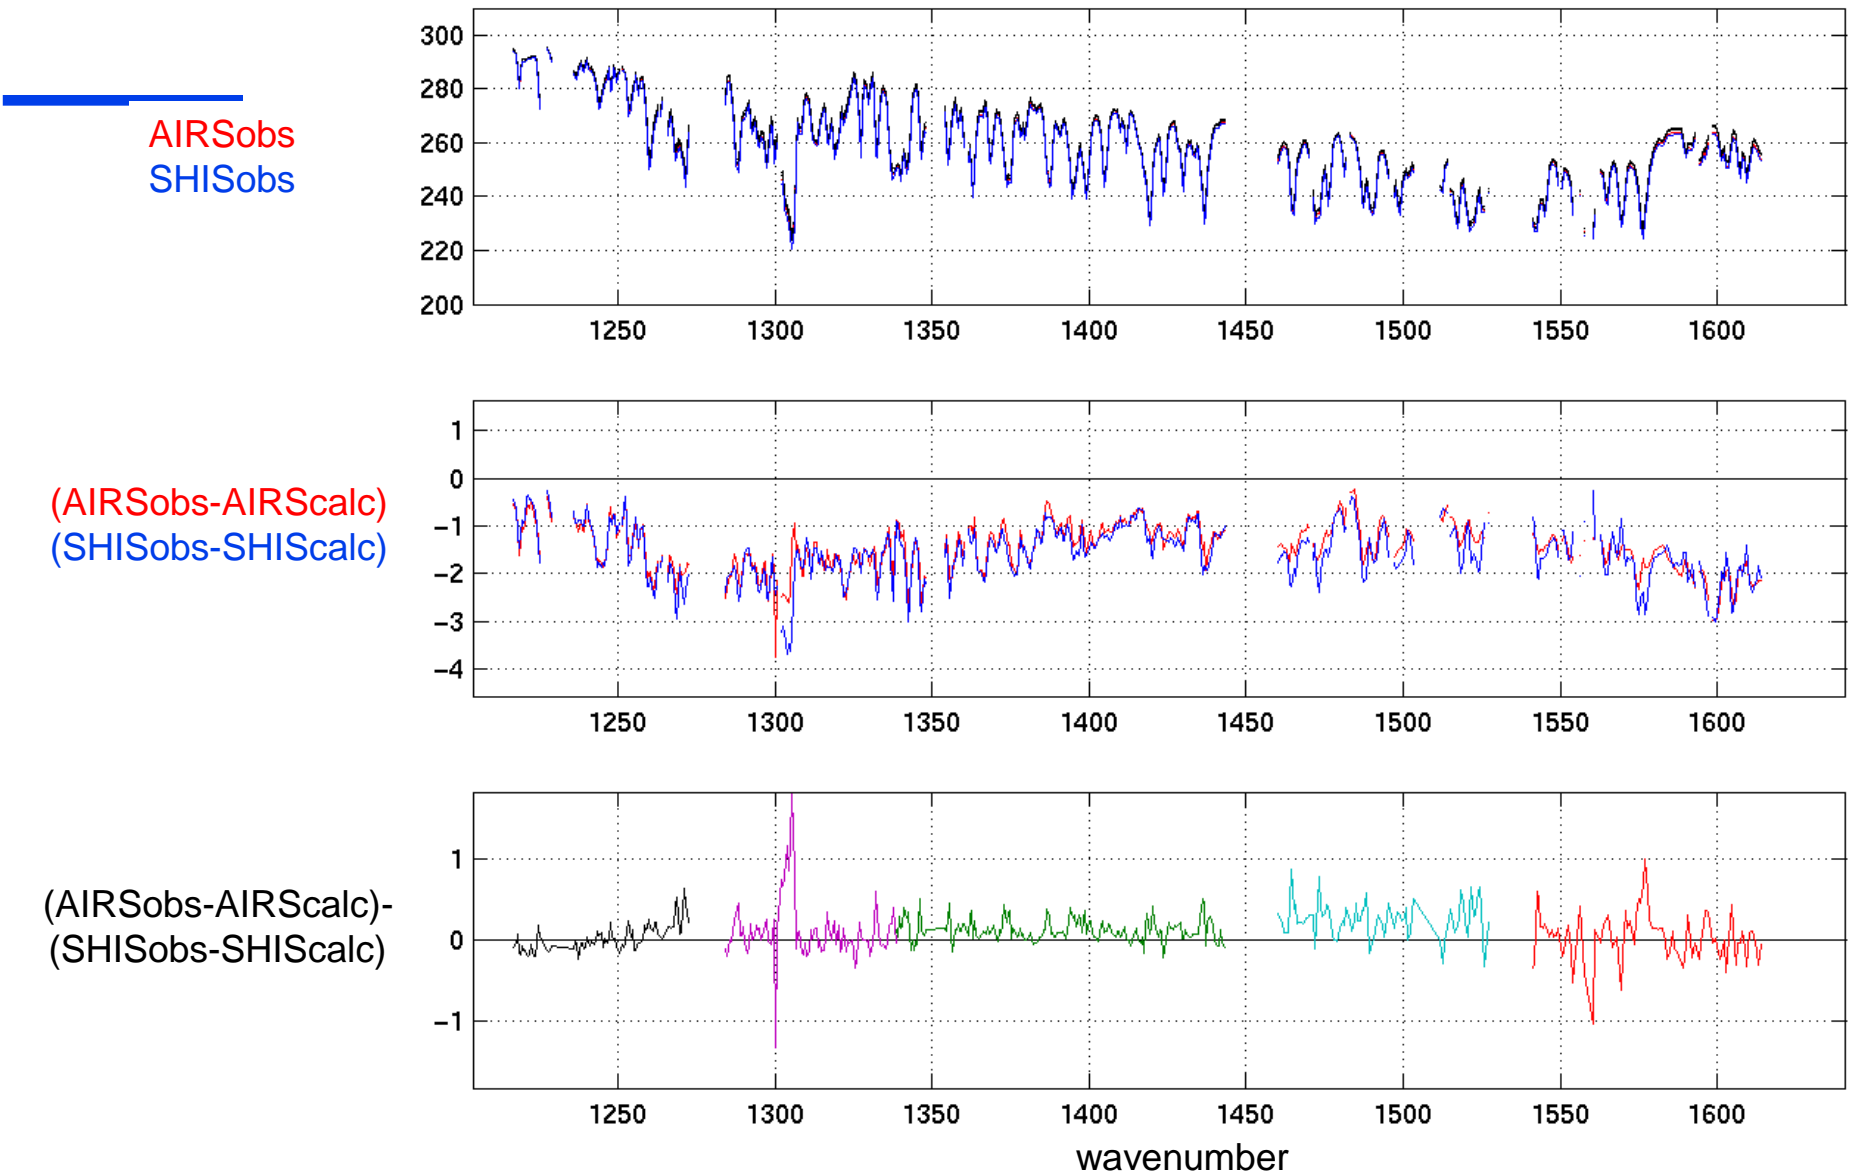 300
280
260
240
220
200
AIRSobs
SHISobs
1250 1300 1350 1400 1450 1500 1550 1600
1
0
−1
−2
−3
−4
(AIRSobs-AIRScalc)
(SHISobs-SHIScalc)
1250 1300 1350 1400 1450 1500 1550 1600
1
0
−1
(AIRSobs-AIRScalc)-
(SHISobs-SHIScalc)
1250 1300 1350 1400 1450 1500 1550 1600
wavenumber